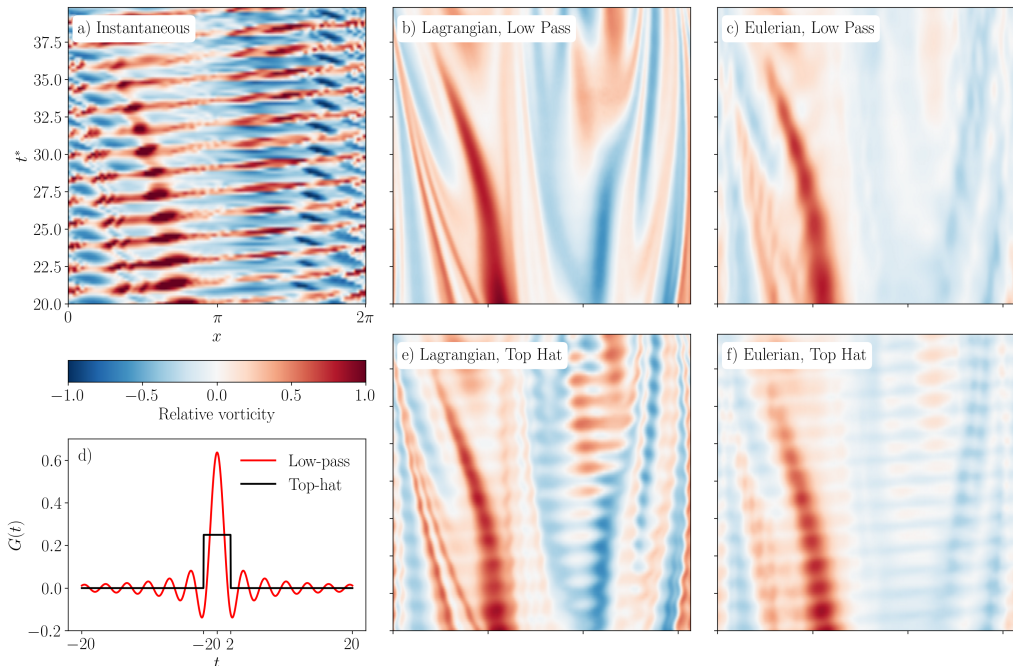 a) Instantaneous
b) Lagrangian, Low Pass
c) Eulerian, Low Pass
37.5
35.0
32.5
30.0
27.5
25.0
22.5
20.0
t*
0
π
2π
x
−1.0
−0.5
0.0
0.5
1.0
Relative vorticity
e) Lagrangian, Top Hat
f) Eulerian, Top Hat
d)
Low-pass
Top-hat
0.6
0.4
0.2
0.0
−0.2
G(t)
−20
−2
0
2
20
t